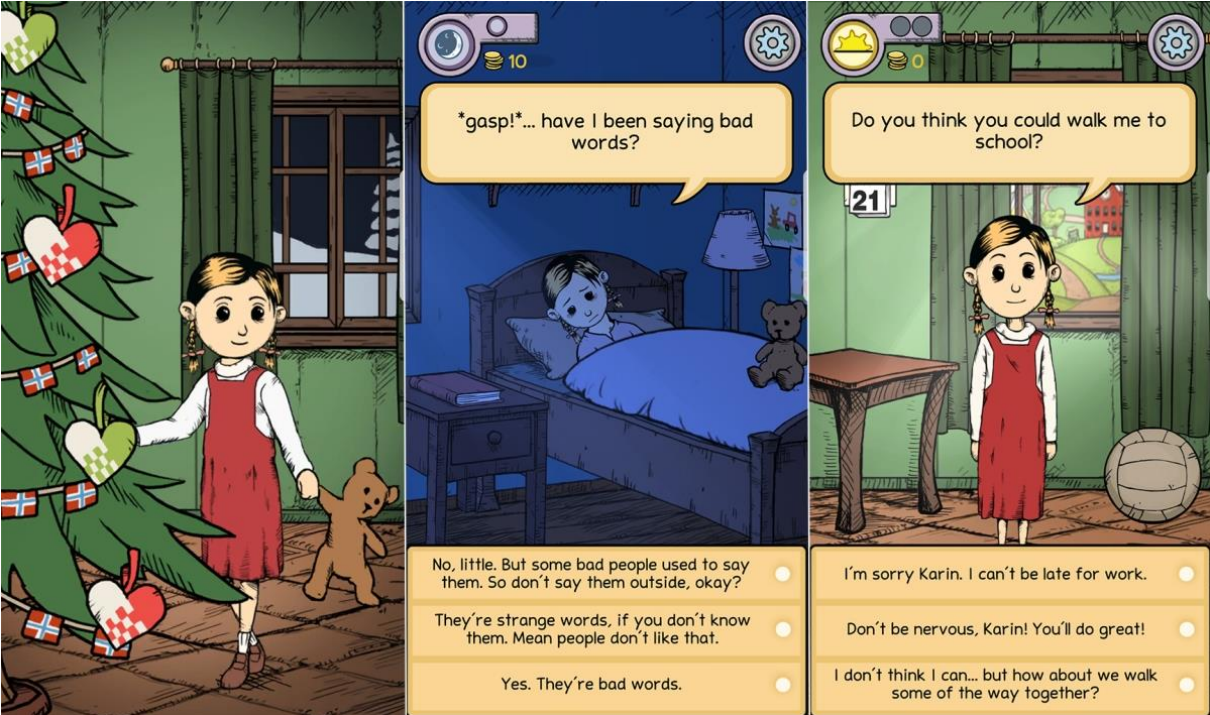 10
*gasp!*... have I been saying bad
words?
No, little. But some bad people used to say
them. So don't say them outside, okay?
They're strange words, if you don't know
them. Mean people don't like that.
Yes. They're bad words.
0
Do you think you could walk me to
school?
21
I'm sorry Karin. I can't be late for work.
Don't be nervous, Karin! You'll do great!
I don't think I can... but how about we walk
some of the way together?